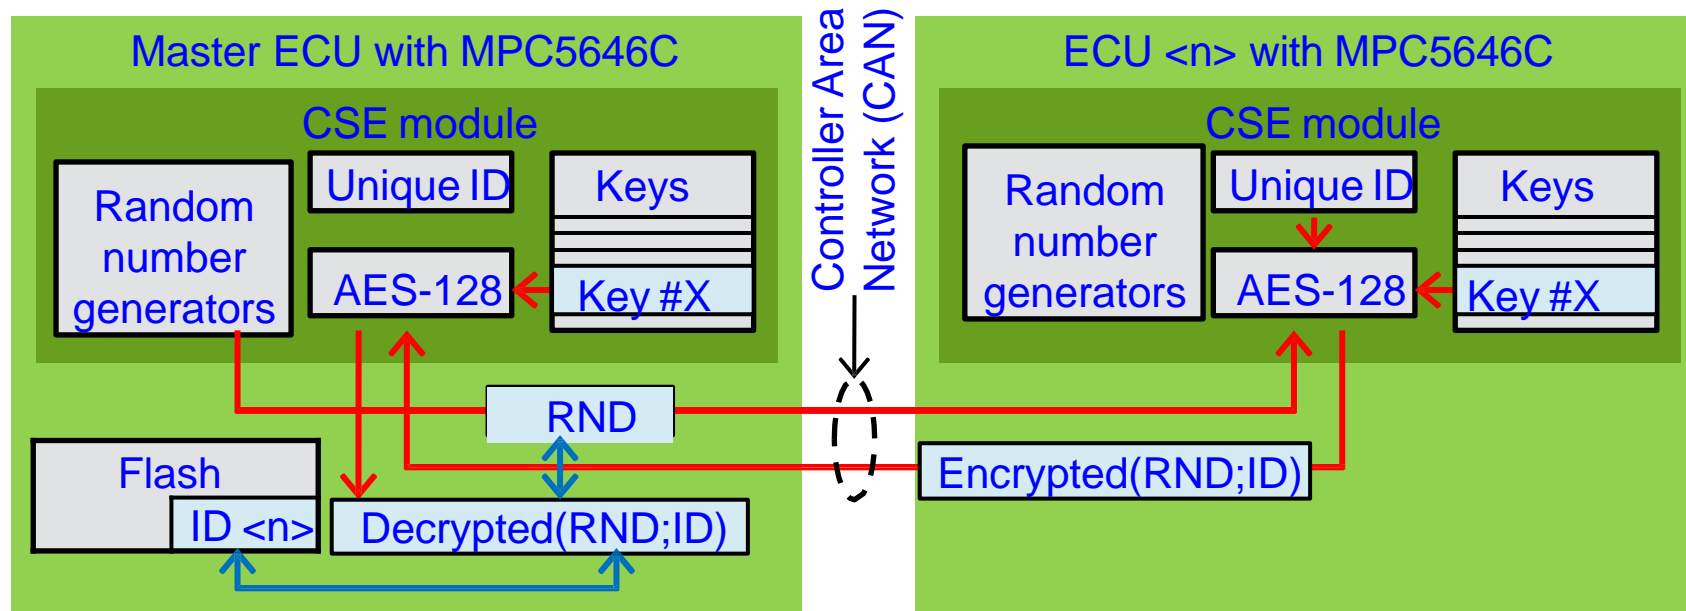 Master ECU with MPC5646C
CSE module
Random
number
generators
Unique ID
AES-128
Keys
Key #X
RND
Flash
ID <n>
Decrypted(RND;ID)
Controller Area
Network (CAN)
ECU <n> with MPC5646C
CSE module
Random
number
generators
Unique ID
AES-128
Keys
Key #X
Encrypted(RND;ID)